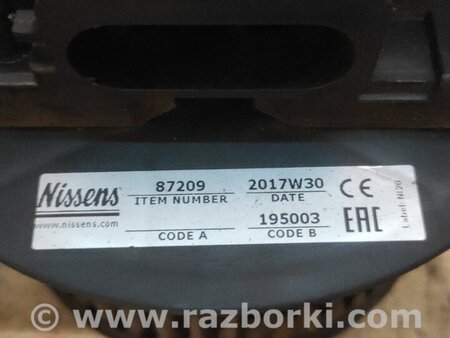 Nissens
www.nissens.com
87209
ITEM NUMBER
2017W30
DATE
CODE A
195003
CODE B
CE
EAC
Label: Ni20
© www.razborki.com